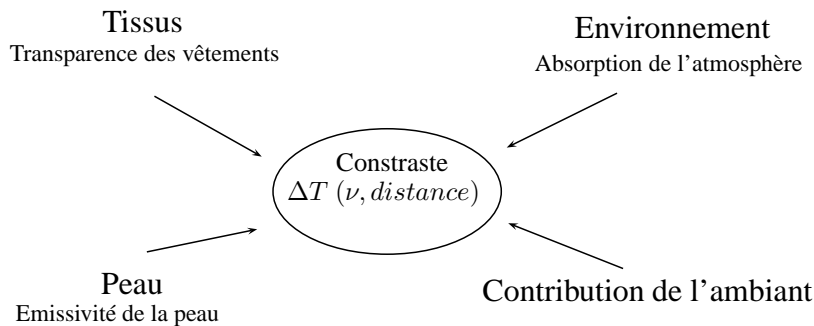 Tissus
Transparence des vêtements
Environnement
Absorption de l'atmosphère
Constraste
ΔT (ν, distance)
Peau
Emissivité de la peau
Contribution de l'ambiant